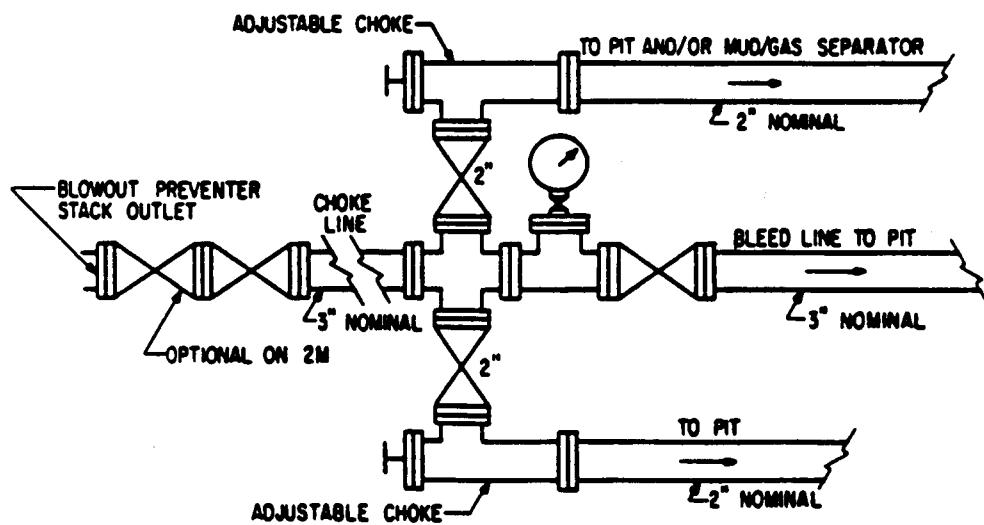 ADJUSTABLE CHOKE
TO PIT AND/OR MUD/GAS SEPARATOR
2" NOMINAL
2"
BLOWOUT PREVENTER
STACK OUTLET
CHOKE
LINE
BLEED LINE TO PIT
3" NOMINAL
3" NOMINAL
OPTIONAL ON 2M
2"
TO PIT
2" NOMINAL
ADJUSTABLE CHOKE